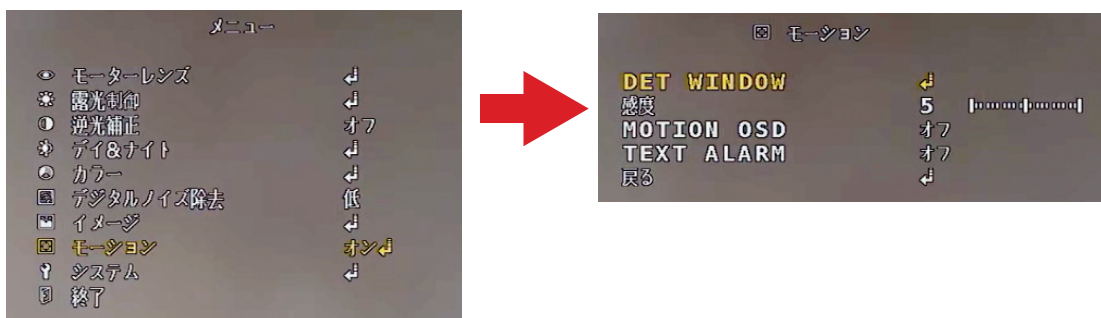 メニュー
モーターレンズ ↲
露光制御 ↲
逆光補正 オフ
デイ&ナイト ↲
カラー ↲
デジタルノイズ除去 低
イメージ ↲
モーション オン↲
システム ↲
終了
モーション
DET WINDOW ↲
感度 5
MOTION OSD オフ
TEXT ALARM オフ
戻る ↲